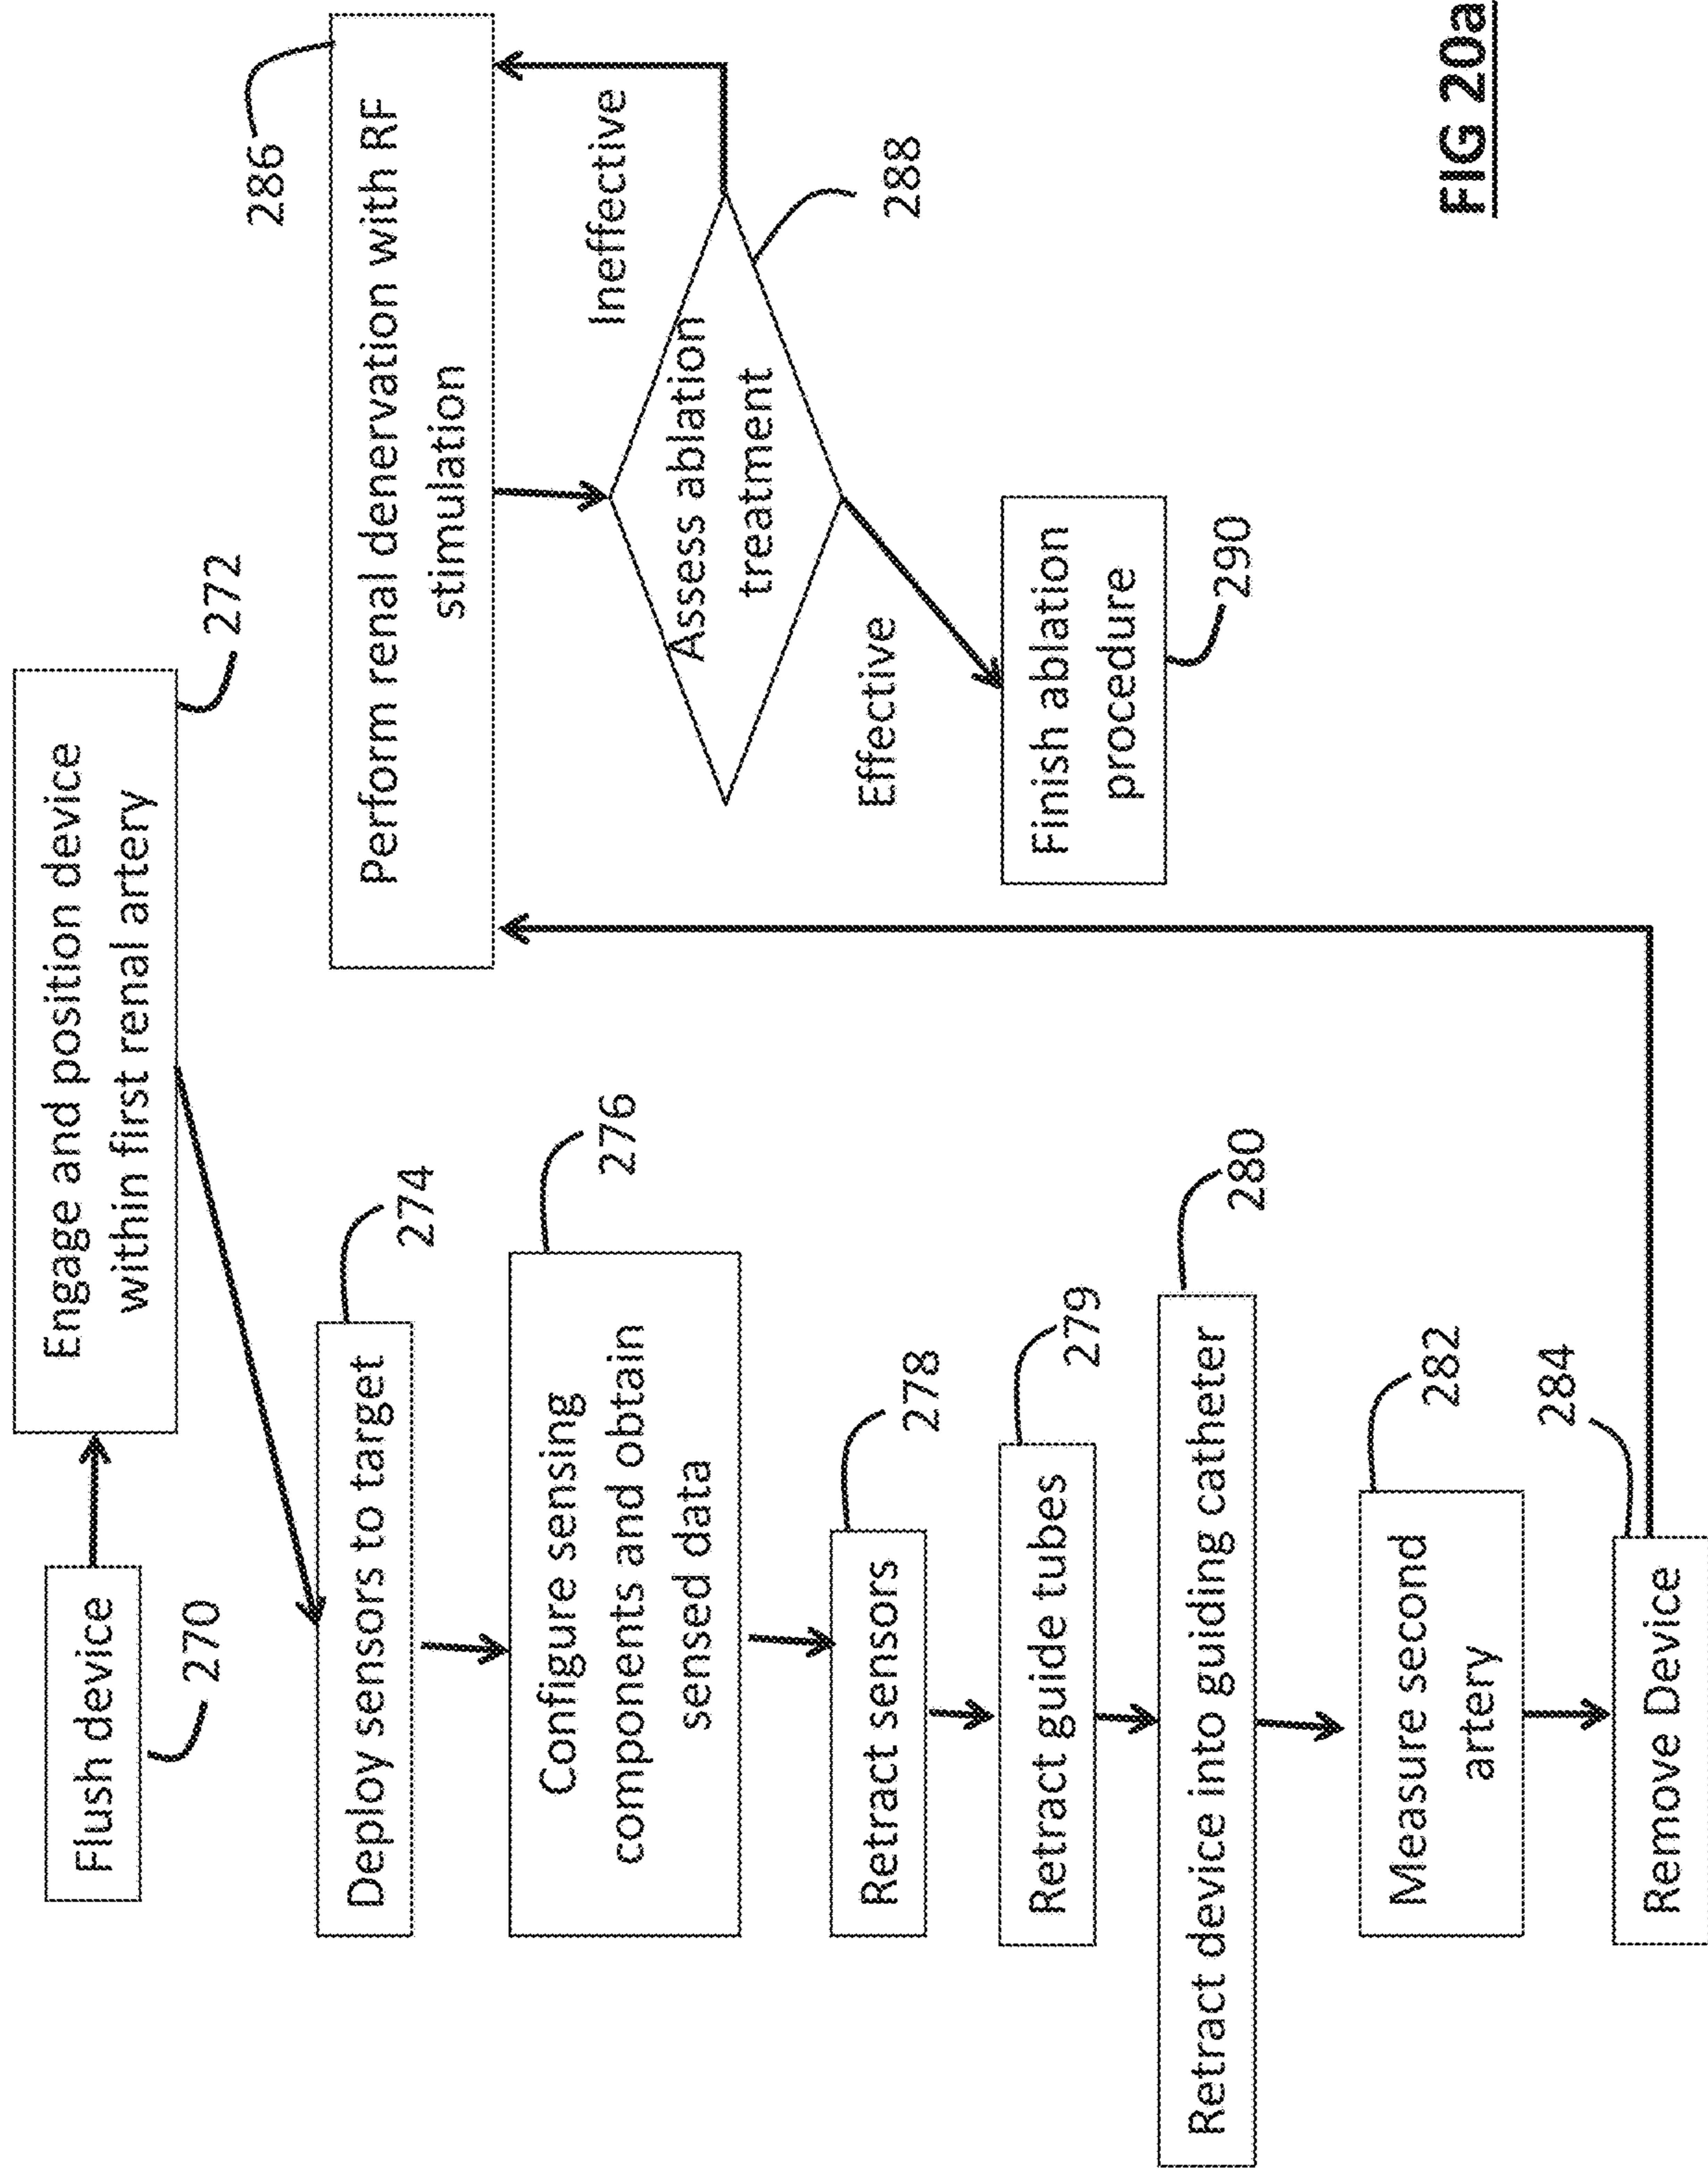 Flush device
270
Engage and position device
within first renal artery
272
Deploy sensors to target
274
Configure sensing
components and obtain
sensed data
276
Retract sensors
278
Retract guide tubes
279
Retract device into guiding catheter
280
Measure second
artery
282
Remove Device
284
286
Perform renal denervation with RF
stimulation
Ineffective
Assess ablation
treatment
288
Effective
Finish ablation
procedure
290
FIG 20a